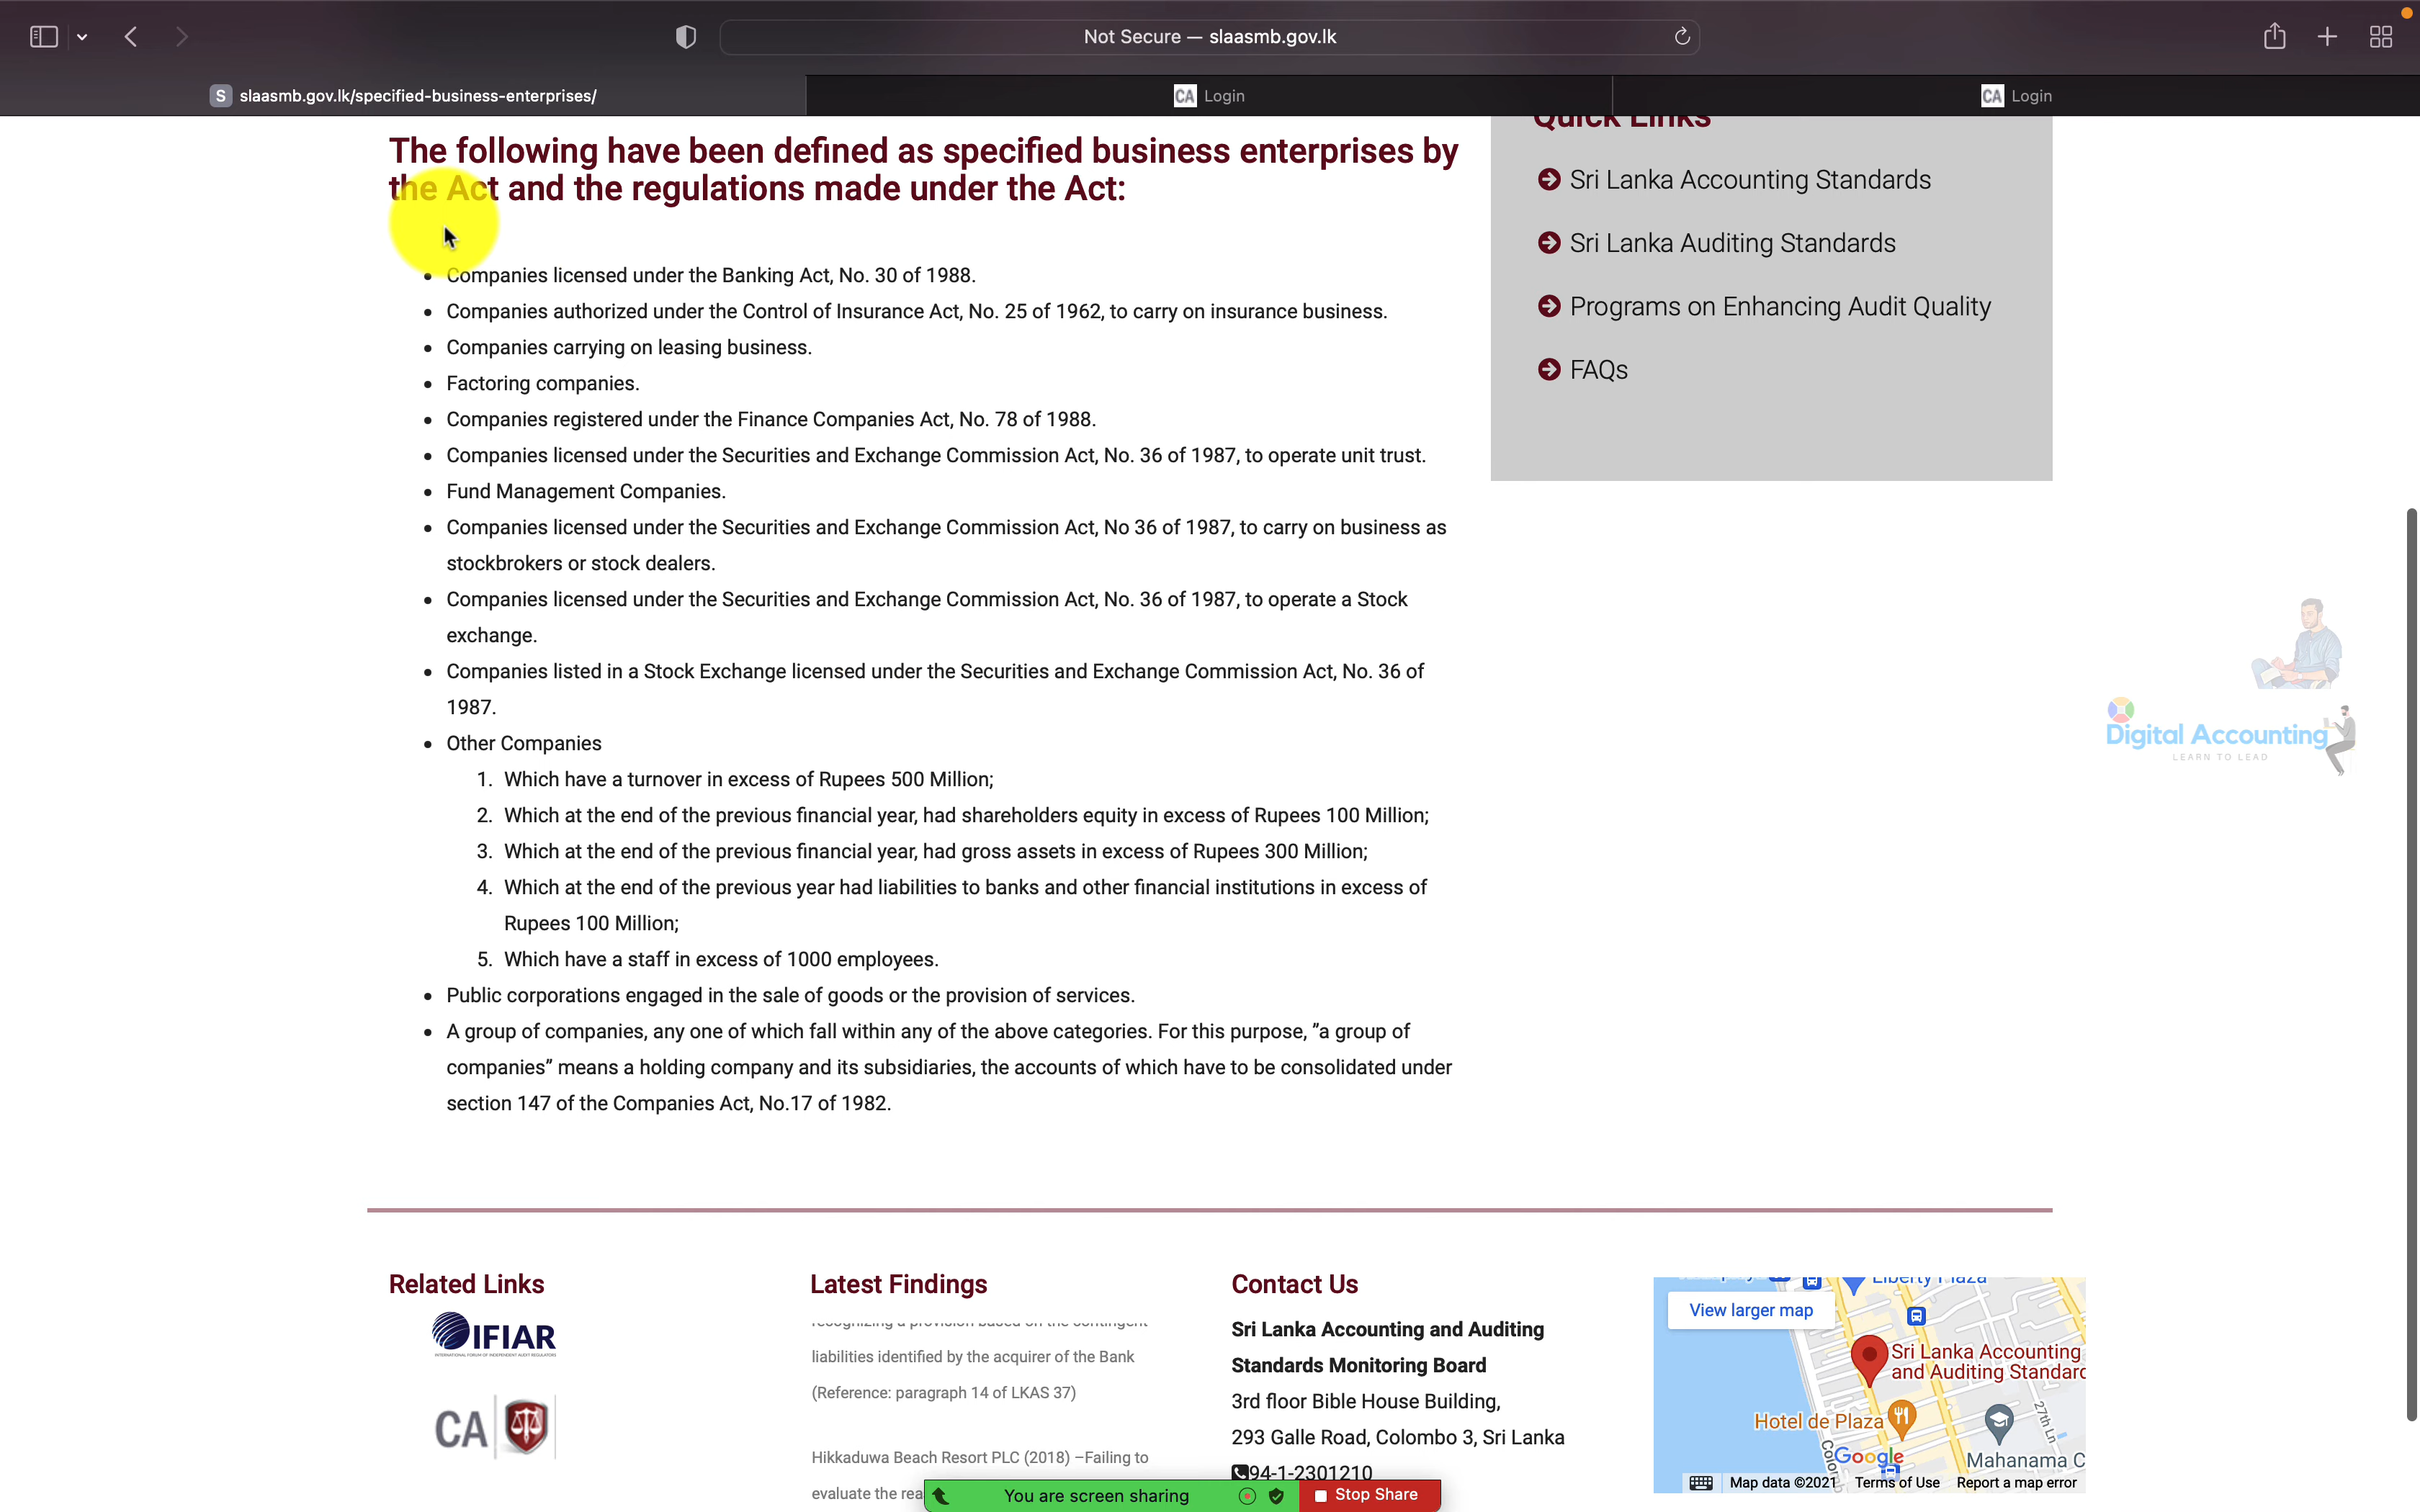 Not Secure — slaasmb.gov.lk
S slaasmb.gov.lk/specified-business-enterprises/
CA Login
CA Login
The following have been defined as specified business enterprises by
the Act and the regulations made under the Act:
Companies licensed under the Banking Act, No. 30 of 1988.
Companies authorized under the Control of Insurance Act, No. 25 of 1962, to carry on insurance business.
Companies carrying on leasing business.
Factoring companies.
Companies registered under the Finance Companies Act, No. 78 of 1988.
Companies licensed under the Securities and Exchange Commission Act, No. 36 of 1987, to operate unit trust.
Fund Management Companies.
Companies licensed under the Securities and Exchange Commission Act, No 36 of 1987, to carry on business as
stockbrokers or stock dealers.
Companies licensed under the Securities and Exchange Commission Act, No. 36 of 1987, to operate a Stock
exchange.
Companies listed in a Stock Exchange licensed under the Securities and Exchange Commission Act, No. 36 of
1987.
Other Companies
1. Which have a turnover in excess of Rupees 500 Million;
2. Which at the end of the previous financial year, had shareholders equity in excess of Rupees 100 Million;
3. Which at the end of the previous financial year, had gross assets in excess of Rupees 300 Million;
4. Which at the end of the previous year had liabilities to banks and other financial institutions in excess of
Rupees 100 Million;
5. Which have a staff in excess of 1000 employees.
Public corporations engaged in the sale of goods or the provision of services.
A group of companies, any one of which fall within any of the above categories. For this purpose, ”a group of
companies” means a holding company and its subsidiaries, the accounts of which have to be consolidated under
section 147 of the Companies Act, No.17 of 1982.
Quick Links
Sri Lanka Accounting Standards
Sri Lanka Auditing Standards
Programs on Enhancing Audit Quality
FAQs
Digital Accounting
LEARN TO LEAD
Related Links
IFIAR
INTERNATIONAL FORUM OF INDEPENDENT AUDIT REGULATORS
CA
Latest Findings
recognizing a provision based on the contingent
liabilities identified by the acquirer of the Bank
(Reference: paragraph 14 of LKAS 37)
Hikkaduwa Beach Resort PLC (2018) –Failing to
evaluate the rea
Contact Us
Sri Lanka Accounting and Auditing
Standards Monitoring Board
3rd floor Bible House Building,
293 Galle Road, Colombo 3, Sri Lanka
94-1-2301210
Liberty Plaza
View larger map
Sri Lanka Accounting
and Auditing Standard
Hotel de Plaza
27th Ln
Mahanama C
Google
Map data ©2021 Terms of Use Report a map error
You are screen sharing
Stop Share